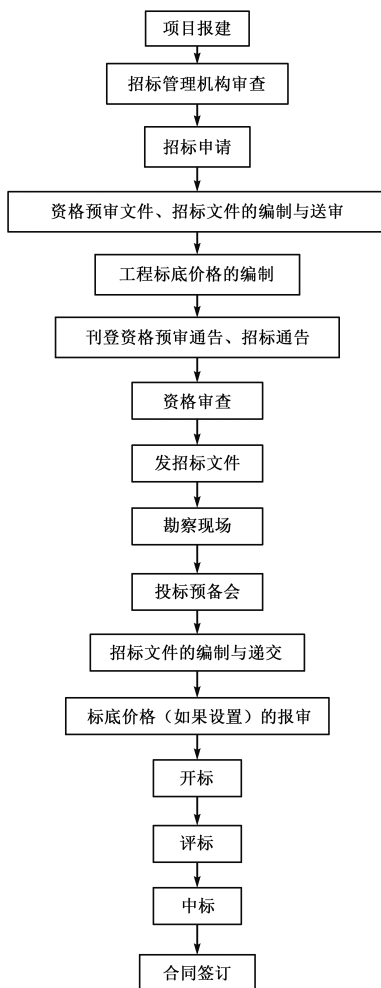 项目报建
招标管理机构审查
招标申请
资格预审文件、招标文件的编制与送审
工程标底价格的编制
刊登资格预审通告、招标通告
资格审查
发招标文件
勘察现场
投标预备会
招标文件的编制与递交
标底价格（如果设置）的报审
开标
评标
中标
合同签订